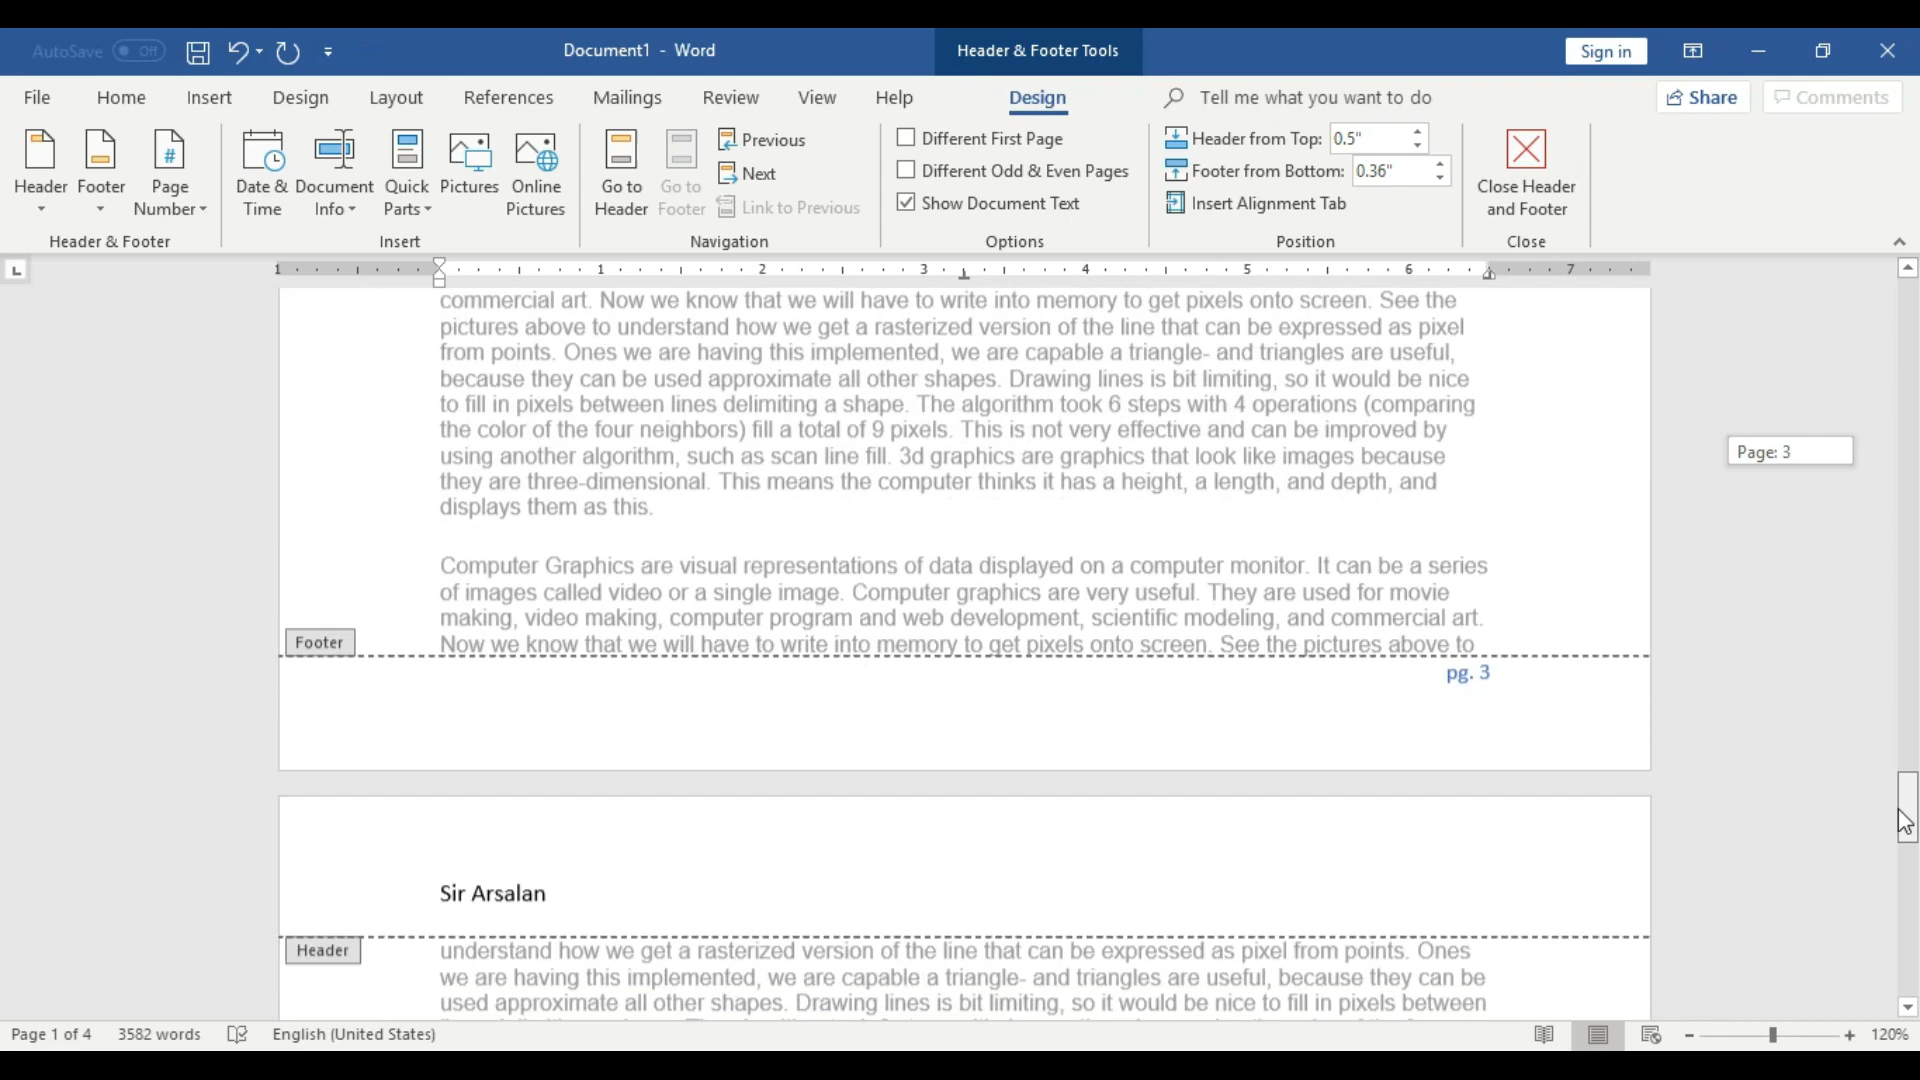 AutoSave Off
Document1 - Word
Header & Footer Tools
Sign in
File Home Insert Design Layout References Mailings Review View Help Design Tell me what you want to do Share Comments
Header
Footer
Page Number
Header & Footer
Date & Time
Document Info
Quick Parts
Pictures
Online Pictures
Insert
Go to Header
Go to Footer
Previous
Next
Link to Previous
Navigation
Different First Page
Different Odd & Even Pages
Show Document Text
Options
Header from Top: 0.5"
Footer from Bottom: 0.36"
Insert Alignment Tab
Position
Close Header and Footer
Close
1 1 2 3 4 5 6 7
commercial art. Now we know that we will have to write into memory to get pixels onto screen. See the
pictures above to understand how we get a rasterized version of the line that can be expressed as pixel
from points. Ones we are having this implemented, we are capable a triangle- and triangles are useful,
because they can be used approximate all other shapes. Drawing lines is bit limiting, so it would be nice
to fill in pixels between lines delimiting a shape. The algorithm took 6 steps with 4 operations (comparing
the color of the four neighbors) fill a total of 9 pixels. This is not very effective and can be improved by
using another algorithm, such as scan line fill. 3d graphics are graphics that look like images because
they are three-dimensional. This means the computer thinks it has a height, a length, and depth, and
displays them as this.
Page: 3
Computer Graphics are visual representations of data displayed on a computer monitor. It can be a series
of images called video or a single image. Computer graphics are very useful. They are used for movie
making, video making, computer program and web development, scientific modeling, and commercial art.
Now we know that we will have to write into memory to get pixels onto screen. See the pictures above to
Footer
pg. 3
Sir Arsalan
Header
understand how we get a rasterized version of the line that can be expressed as pixel from points. Ones
we are having this implemented, we are capable a triangle- and triangles are useful, because they can be
used approximate all other shapes. Drawing lines is bit limiting, so it would be nice to fill in pixels between
Page 1 of 4 3582 words English (United States) 120%